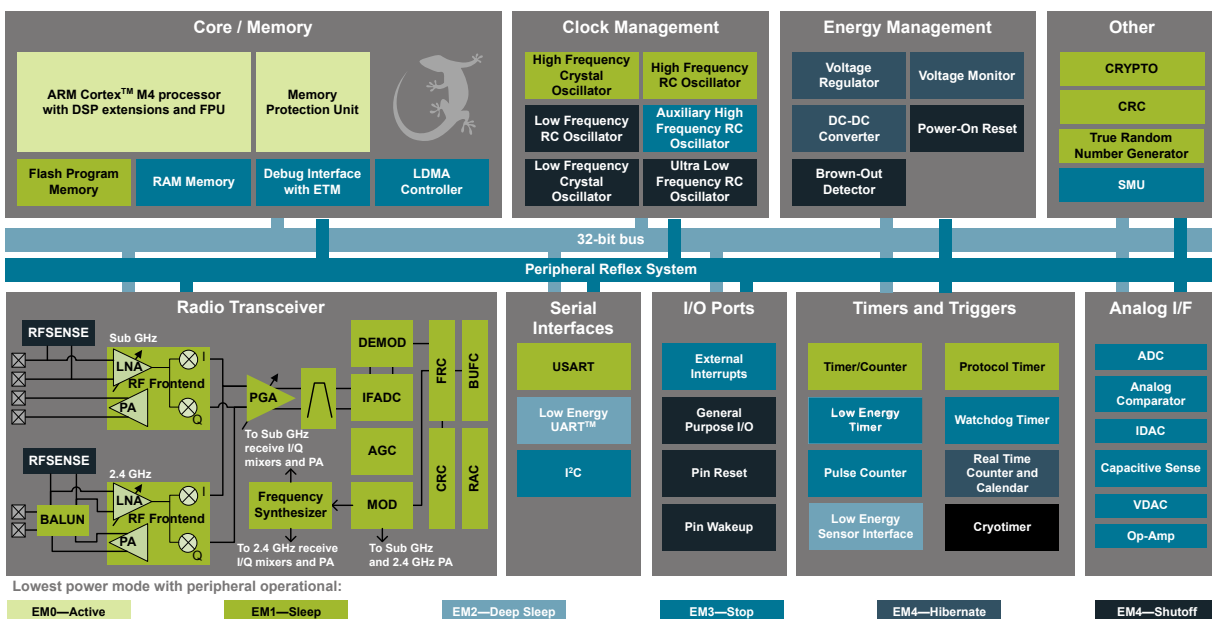 Core / Memory
ARM Cortex™ M4 processor
with DSP extensions and FPU
Memory
Protection Unit
Flash Program
Memory
RAM Memory
Debug Interface
with ETM
LDMA
Controller
Clock Management
High Frequency
Crystal
Oscillator
High Frequency
RC Oscillator
Low Frequency
RC Oscillator
Auxiliary High
Frequency RC
Oscillator
Low Frequency
Crystal
Oscillator
Ultra Low
Frequency RC
Oscillator
Energy Management
Voltage
Regulator
Voltage Monitor
DC-DC
Converter
Power-On Reset
Brown-Out
Detector
Other
CRYPTO
CRC
True Random
Number Generator
SMU
32-bit bus
Peripheral Reflex System
Radio Transceiver
RFSENSE
Sub GHz
LNA
RF Frontend
PA
I
Q
RFSENSE
2.4 GHz
LNA
RF Frontend
BALUN
PA
I
Q
PGA
To Sub GHz
receive I/Q
mixers and PA
Frequency
Synthesizer
To 2.4 GHz receive
I/Q mixers and PA
DEMOD
IFADC
AGC
MOD
To Sub GHz
and 2.4 GHz PA
FRC
BUFC
CRC
RAC
Serial
Interfaces
USART
Low Energy
UART™
I²C
I/O Ports
External
Interrupts
General
Purpose I/O
Pin Reset
Pin Wakeup
Timers and Triggers
Timer/Counter
Protocol Timer
Low Energy
Timer
Watchdog Timer
Pulse Counter
Real Time
Counter and
Calendar
Low Energy
Sensor Interface
Cryotimer
Analog I/F
ADC
Analog
Comparator
IDAC
Capacitive Sense
VDAC
Op-Amp
Lowest power mode with peripheral operational:
EM0—Active
EM1—Sleep
EM2—Deep Sleep
EM3—Stop
EM4—Hibernate
EM4—Shutoff